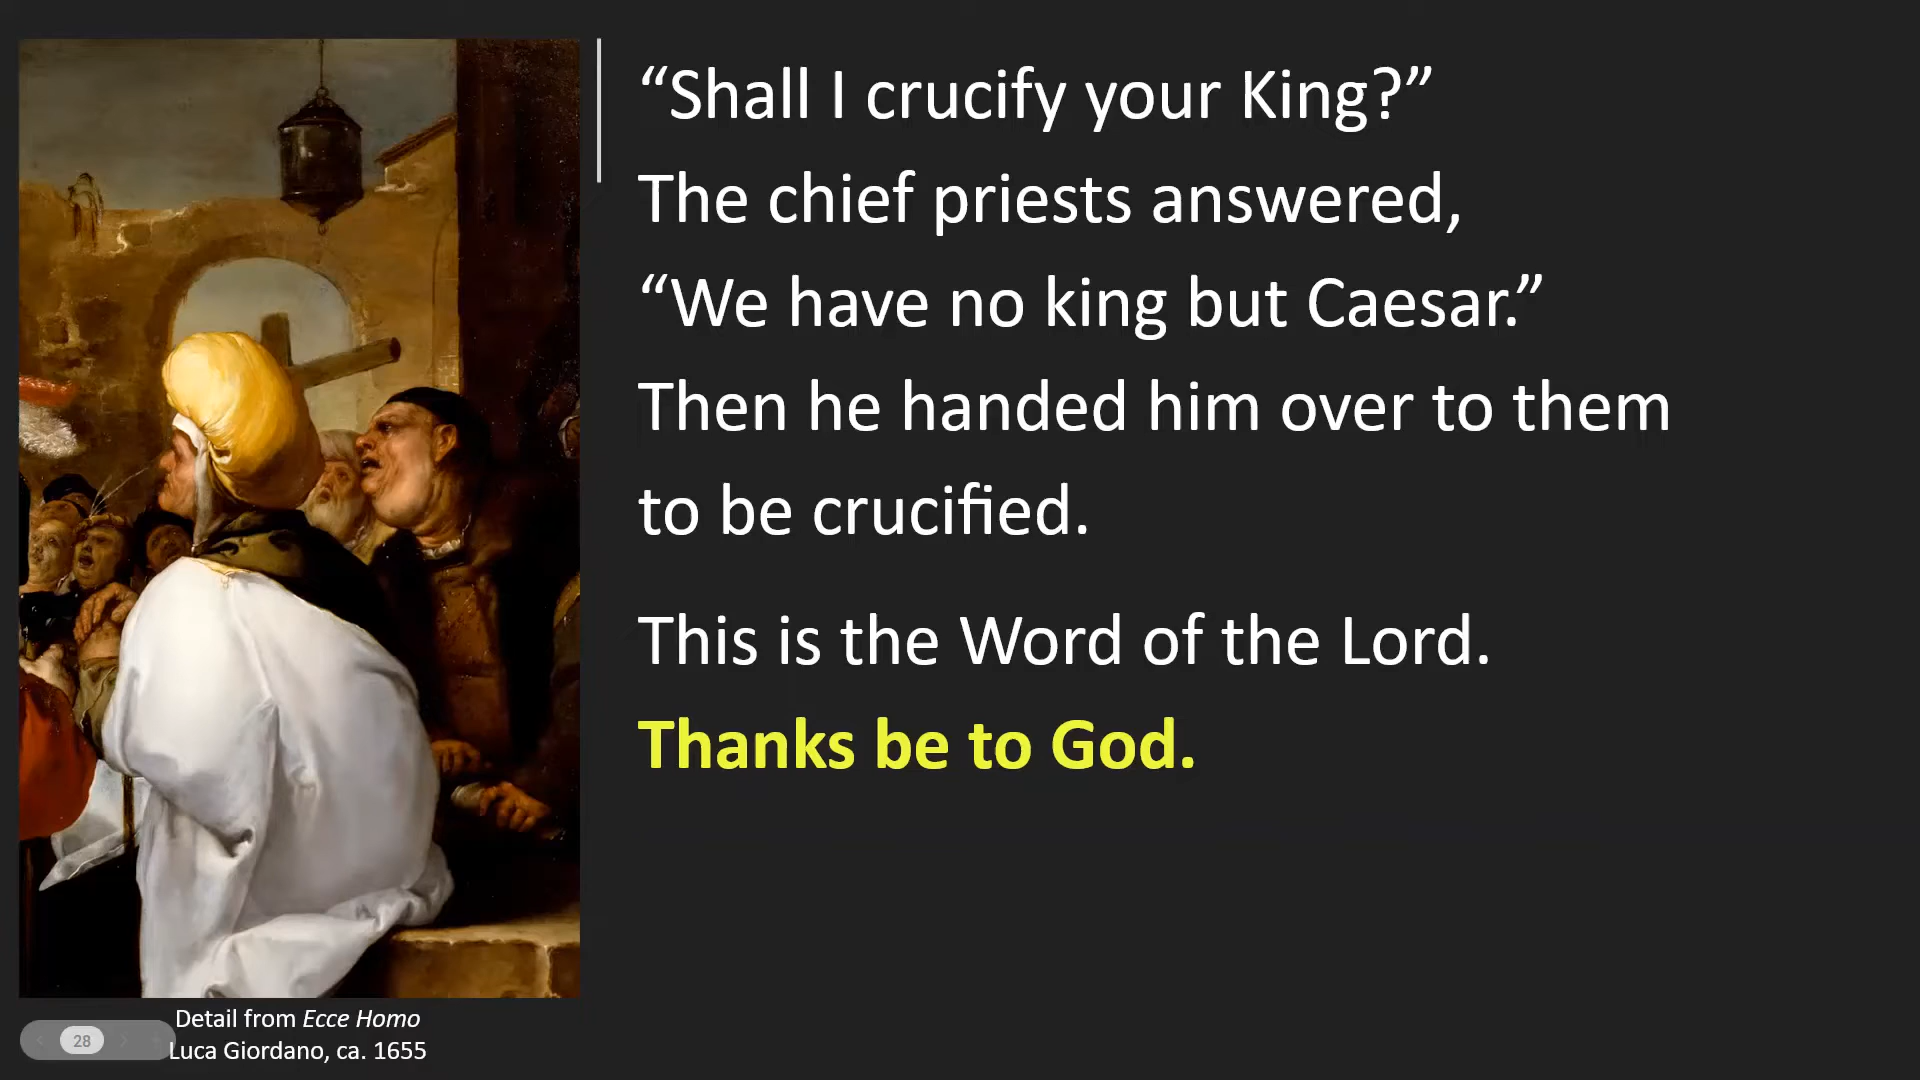 “Shall I crucify your King?”
The chief priests answered,
“We have no king but Caesar.”
Then he handed him over to them
to be crucified.
This is the Word of the Lord.
Thanks be to God.
Detail from Ecce Homo
Luca Giordano, ca. 1655
28